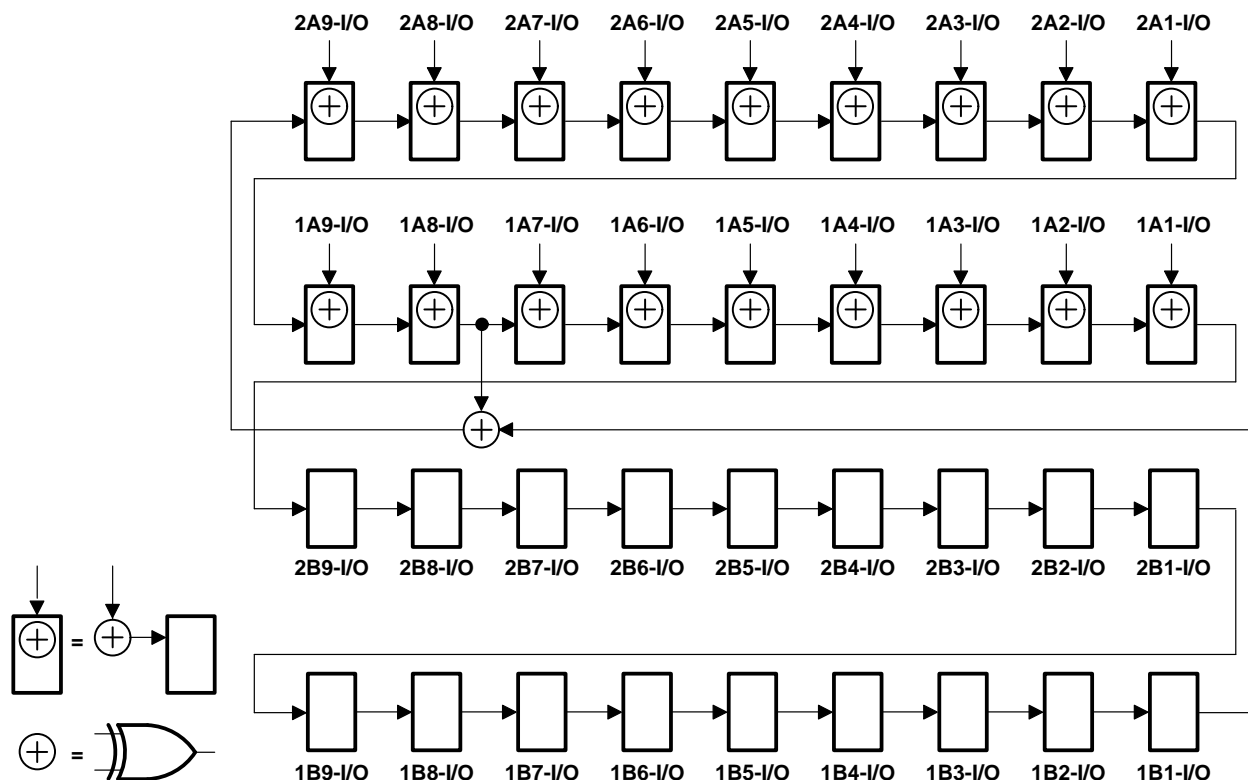 2A9-I/O 2A8-I/O 2A7-I/O 2A6-I/O 2A5-I/O 2A4-I/O 2A3-I/O 2A2-I/O 2A1-I/O
1A9-I/O 1A8-I/O 1A7-I/O 1A6-I/O 1A5-I/O 1A4-I/O 1A3-I/O 1A2-I/O 1A1-I/O
2B9-I/O 2B8-I/O 2B7-I/O 2B6-I/O 2B5-I/O 2B4-I/O 2B3-I/O 2B2-I/O 2B1-I/O
=
=
1B9-I/O 1B8-I/O 1B7-I/O 1B6-I/O 1B5-I/O 1B4-I/O 1B3-I/O 1B2-I/O 1B1-I/O